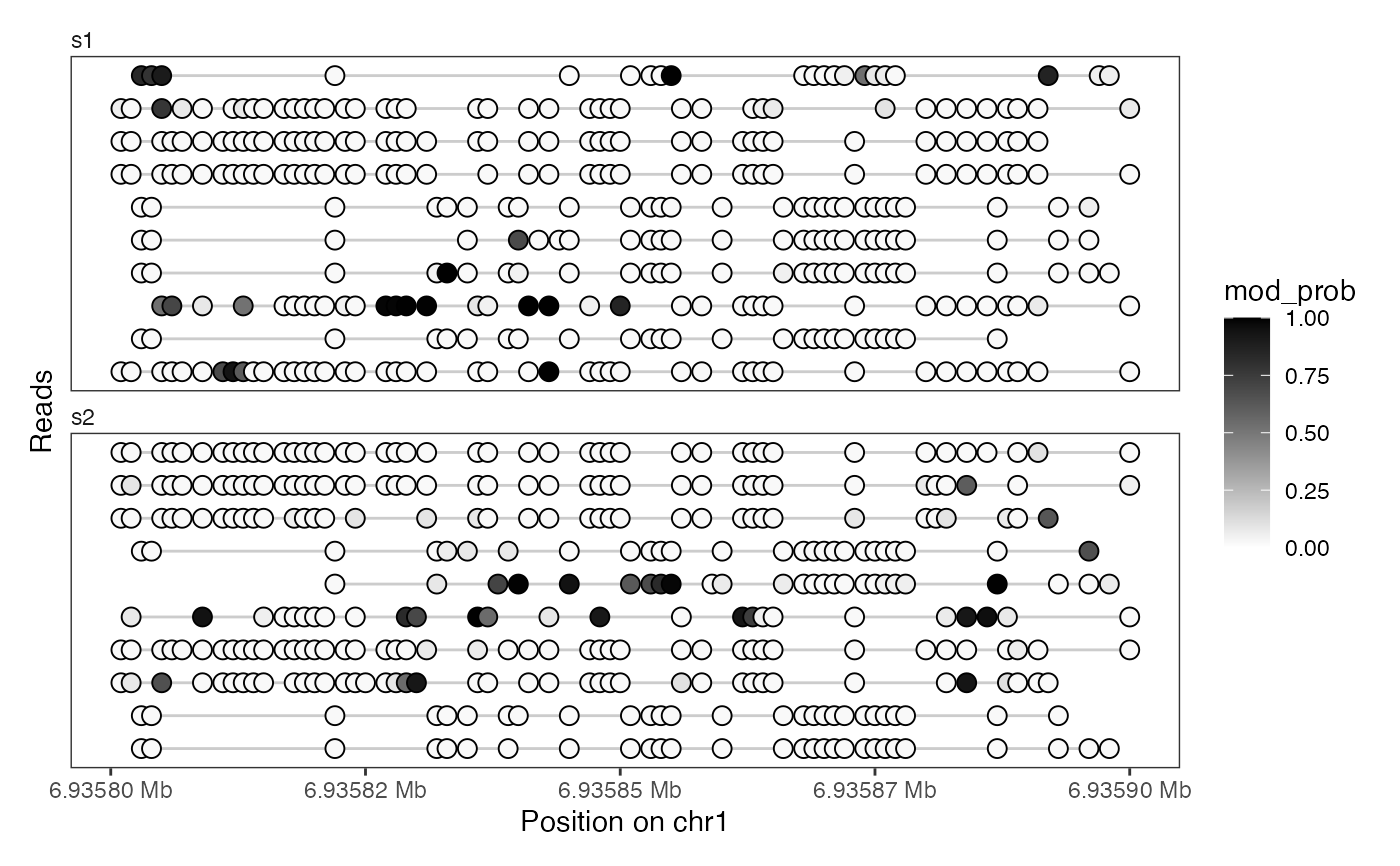 s1
s2
Reads
6.93580 Mb
6.93582 Mb
6.93585 Mb
6.93587 Mb
6.93590 Mb
Position on chr1
mod_prob
1.00
0.75
0.50
0.25
0.00